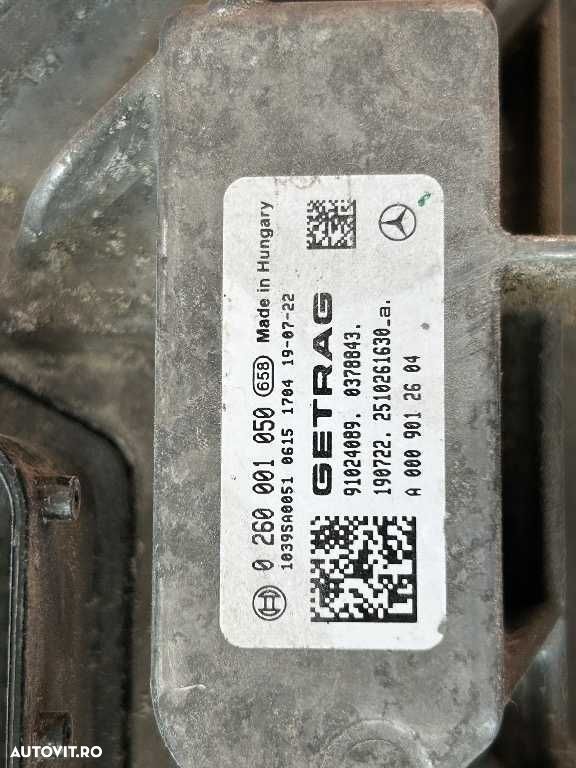 0 260 001 050 658 Made in Hungary
1039SA0051 0615 1704 19-07-22
GETRAG
91024089. 0378843.
190722. 2510261630_a.
A 000 901 26 04
AUTOVIT.RO